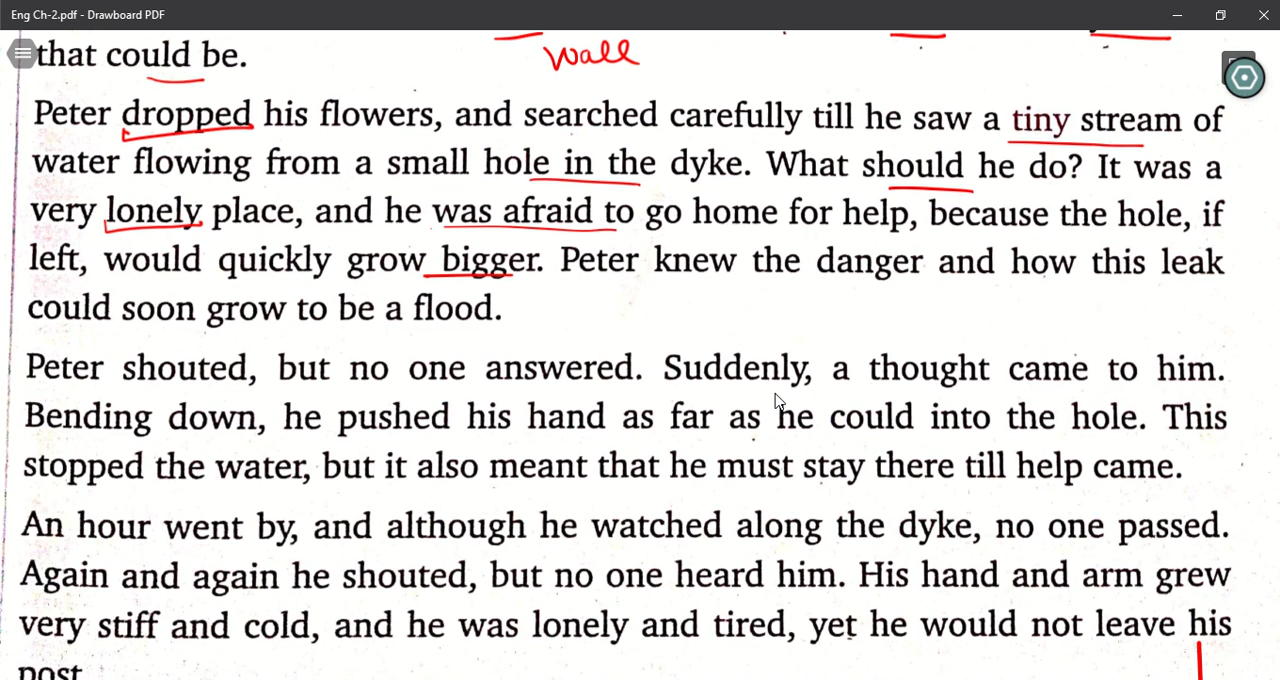 Eng Ch-2.pdf - Drawboard PDF
that could be.
wall
Peter dropped his flowers, and searched carefully till he saw a tiny stream of
water flowing from a small hole in the dyke. What should he do? It was a
very lonely place, and he was afraid to go home for help, because the hole, if
left, would quickly grow bigger. Peter knew the danger and how this leak
could soon grow to be a flood.
Peter shouted, but no one answered. Suddenly, a thought came to him.
Bending down, he pushed his hand as far as he could into the hole. This
stopped the water, but it also meant that he must stay there till help came.
An hour went by, and although he watched along the dyke, no one passed.
Again and again he shouted, but no one heard him. His hand and arm grew
very stiff and cold, and he was lonely and tired, yet he would not leave his
post